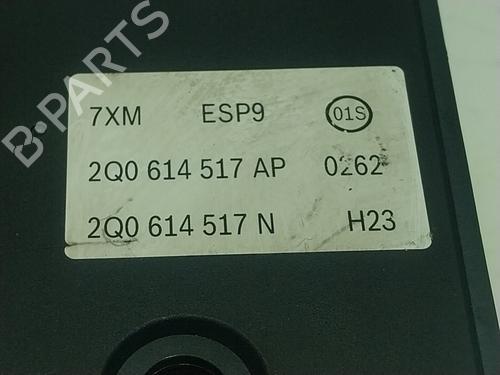 B-PARTS
7XM ESP9 01S
2Q0 614 517 AP 0262
2Q0 614 517 N H23